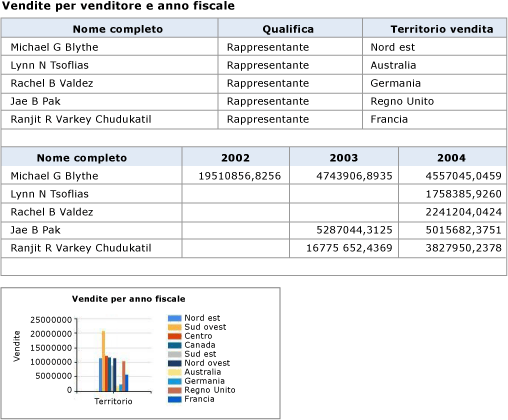 Vendite per venditore e anno fiscale
Nome completo Qualifica Territorio vendita
Michael G Blythe Rappresentante Nord est
Lynn N Tsoflias Rappresentante Australia
Rachel B Valdez Rappresentante Germania
Jae B Pak Rappresentante Regno Unito
Ranjit R Varkey Chudukatil Rappresentante Francia
Nome completo 2002 2003 2004
Michael G Blythe 19510856,8256 4743906,8935 4557045,0459
Lynn N Tsoflias 1758385,9260
Rachel B Valdez 2241204,0424
Jae B Pak 5287044,3125 5015682,3751
Ranjit R Varkey Chudukatil 16775 652,4369 3827950,2378
Vendite per anno fiscale
Vendite
25000000
20000000
15000000
10000000
5000000
0
Territorio
Nord est
Sud ovest
Centro
Canada
Sud est
Nord ovest
Australia
Germania
Regno Unito
Francia